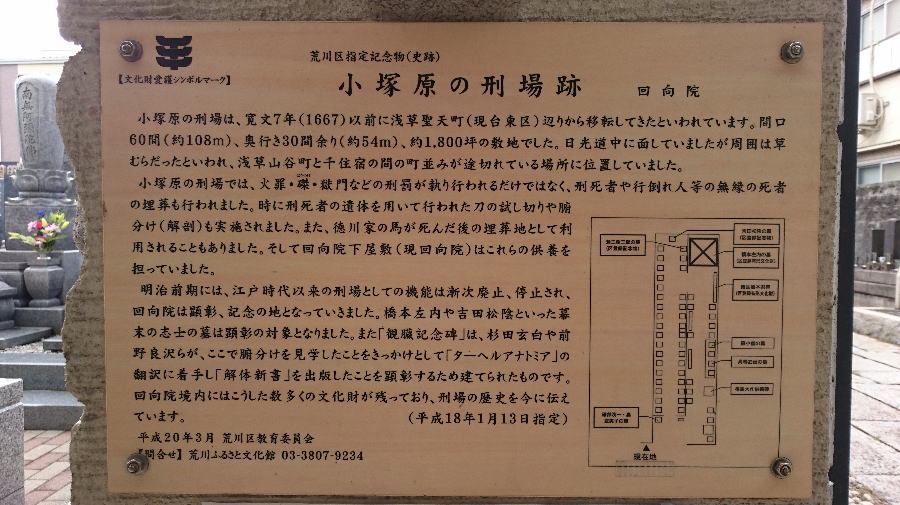 荒川区指定記念物(史跡)
【文化財愛護シンボルマーク】
小塚原の刑場跡 回向院
小塚原の刑場は、寛文7年(1667)以前に浅草聖天町(現台東区)辺りから移転してきたといわれています。間口
60間(約108m)、奥行き30間余り(約54m)、約1,800坪の敷地でした。日光道中に面していましたが周囲は草
むらだったといわれ、浅草山谷町と千住宿の間の町並みが途切れている場所に位置していました。
小塚原の刑場では、火罪・磔・獄門などの刑罰が執り行われるだけではなく、刑死者や行倒れ人等の無縁の死者
の埋葬も行われました。時に刑死者の遺体を用いて行われた刀の試し切りや腑
分け(解剖)も実施されました。また、徳川家の馬が死んだ後の埋葬地として利
用されることもありました。そして回向院下屋敷(現回向院)はこれらの供養を
担っていました。
明治前期には、江戸時代以来の刑場としての機能は漸次廃止、停止され、
回向院は顕彰、記念の地となっていきました。橋本左内や吉田松陰といった幕
末の志士の墓は顕彰の対象となりました。また「観臓記念碑」は、杉田玄白や前
野良沢らが、ここで腑分けを見学したことをきっかけとして「ターヘルアナトミア」の
翻訳に着手し「解体新書」を出版したことを顕彰するため建てられたものです。
回向院境内にはこうした数多くの文化財が残っており、刑場の歴史を今に伝え
ています。 (平成18年1月13日指定)
平成20年3月 荒川区教育委員会
【問合せ】荒川ふるさと文化館 03-3807-9234
現在地
南無阿弥陀佛